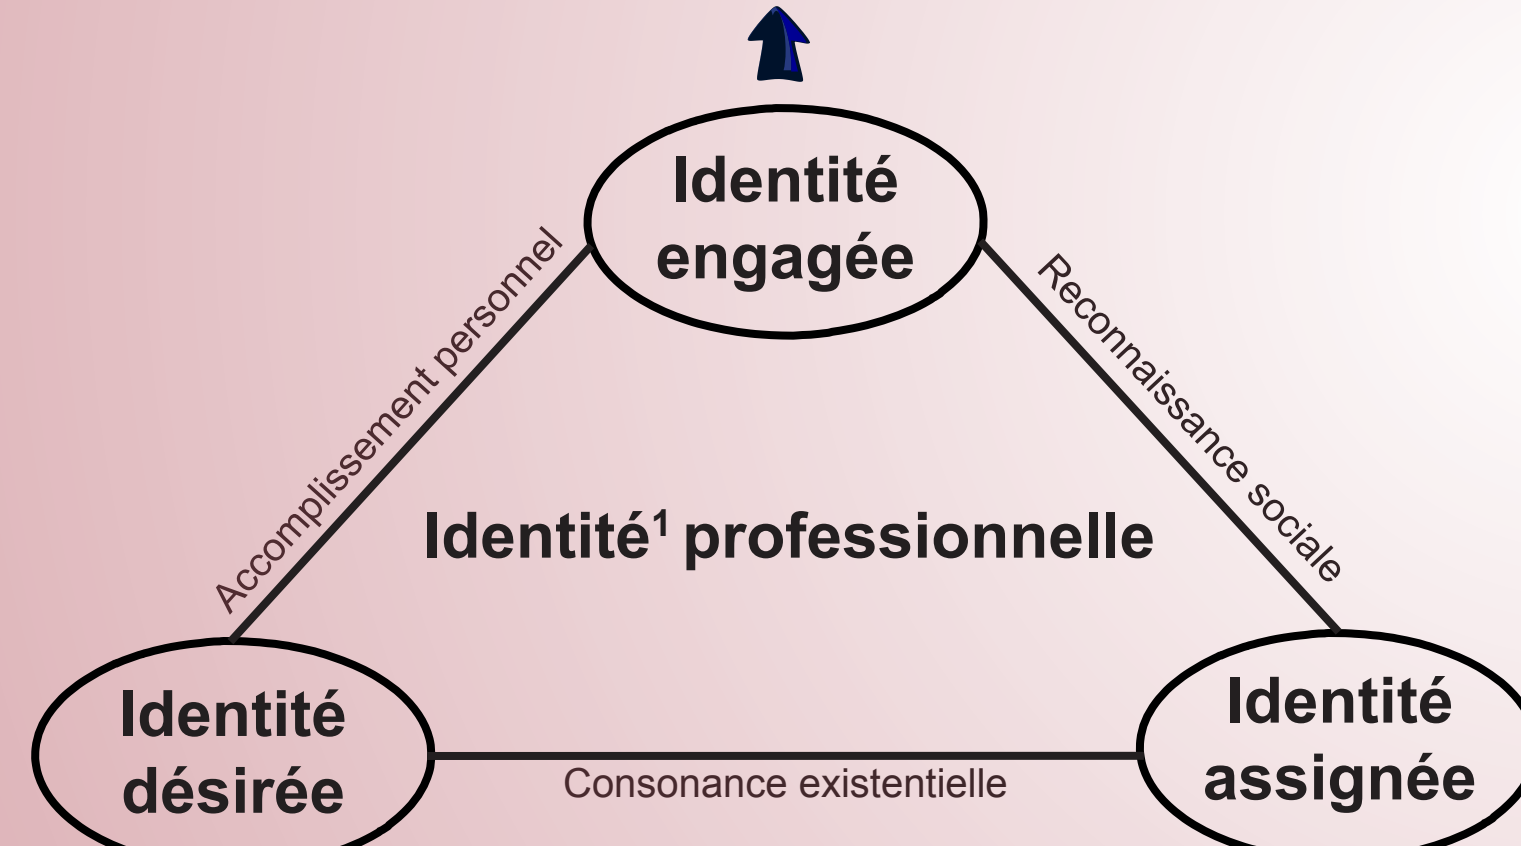 Identité
engagée
Accomplissement personnel
Reconnaissance sociale
Identité¹ professionnelle
Identité
désirée
Consonance existentielle
Identité
assignée